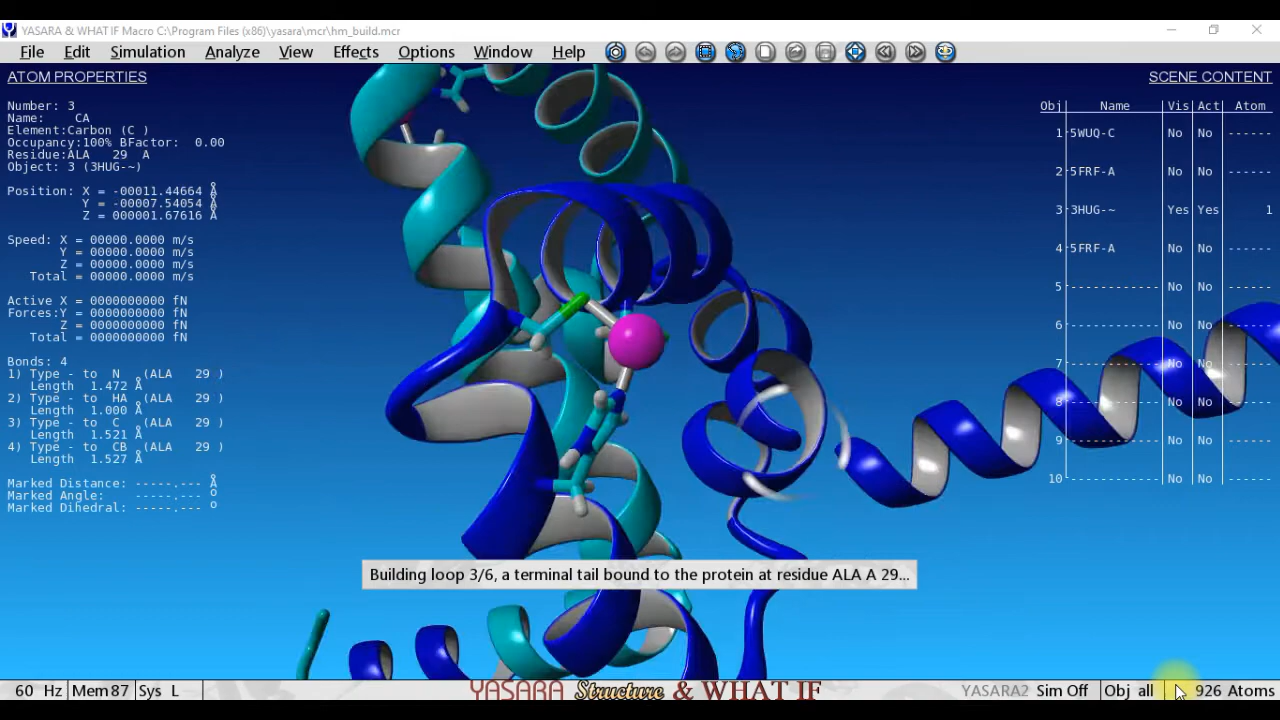 YASARA & WHAT IF Macro C:\Program Files (x86)\yasara\mcr\hm_build.mcr
File Edit Simulation Analyze View Effects Options Window Help
ATOM PROPERTIES
Number: 3
Name: CA
Element:Carbon (C )
Occupancy:100% BFactor: 0.00
Residue:ALA 29 A
Object: 3 (3HUG-~)
Position: X = -00011.44664 Å
Y = -00007.54054 Å
Z = 000001.67616 Å
Speed: X = 00000.0000 m/s
Y = 00000.0000 m/s
Z = 00000.0000 m/s
Total = 00000.0000 m/s
Active X = 0000000000 fN
Forces:Y = 0000000000 fN
Z = 0000000000 fN
Total = 0000000000 fN
Bonds: 4
1) Type - to N (ALA 29 )
Length 1.472 Å
2) Type - to HA (ALA 29 )
Length 1.000 Å
3) Type - to C (ALA 29 )
Length 1.521 Å
4) Type - to CB (ALA 29 )
Length 1.527 Å
Marked Distance: -----.--- Å
Marked Angle: -----.--- º
Marked Dihedral: -----.--- º
SCENE CONTENT
Obj Name Vis Act Atom
1 5WUQ-C No No ------
2 5FRF-A No No ------
3 3HUG-~ Yes Yes 1
4 5FRF-A No No ------
5 ------------ No No ------
6 ------------ No No ------
7 ------------ No No ------
8 ------------ No No ------
9 ------------ No No ------
10 ------------ No No ------
Building loop 3/6, a terminal tail bound to the protein at residue ALA A 29...
60 Hz Mem87 Sys L YASARA Structure & WHAT IF YASARA2 Sim Off Obj all 926 Atoms